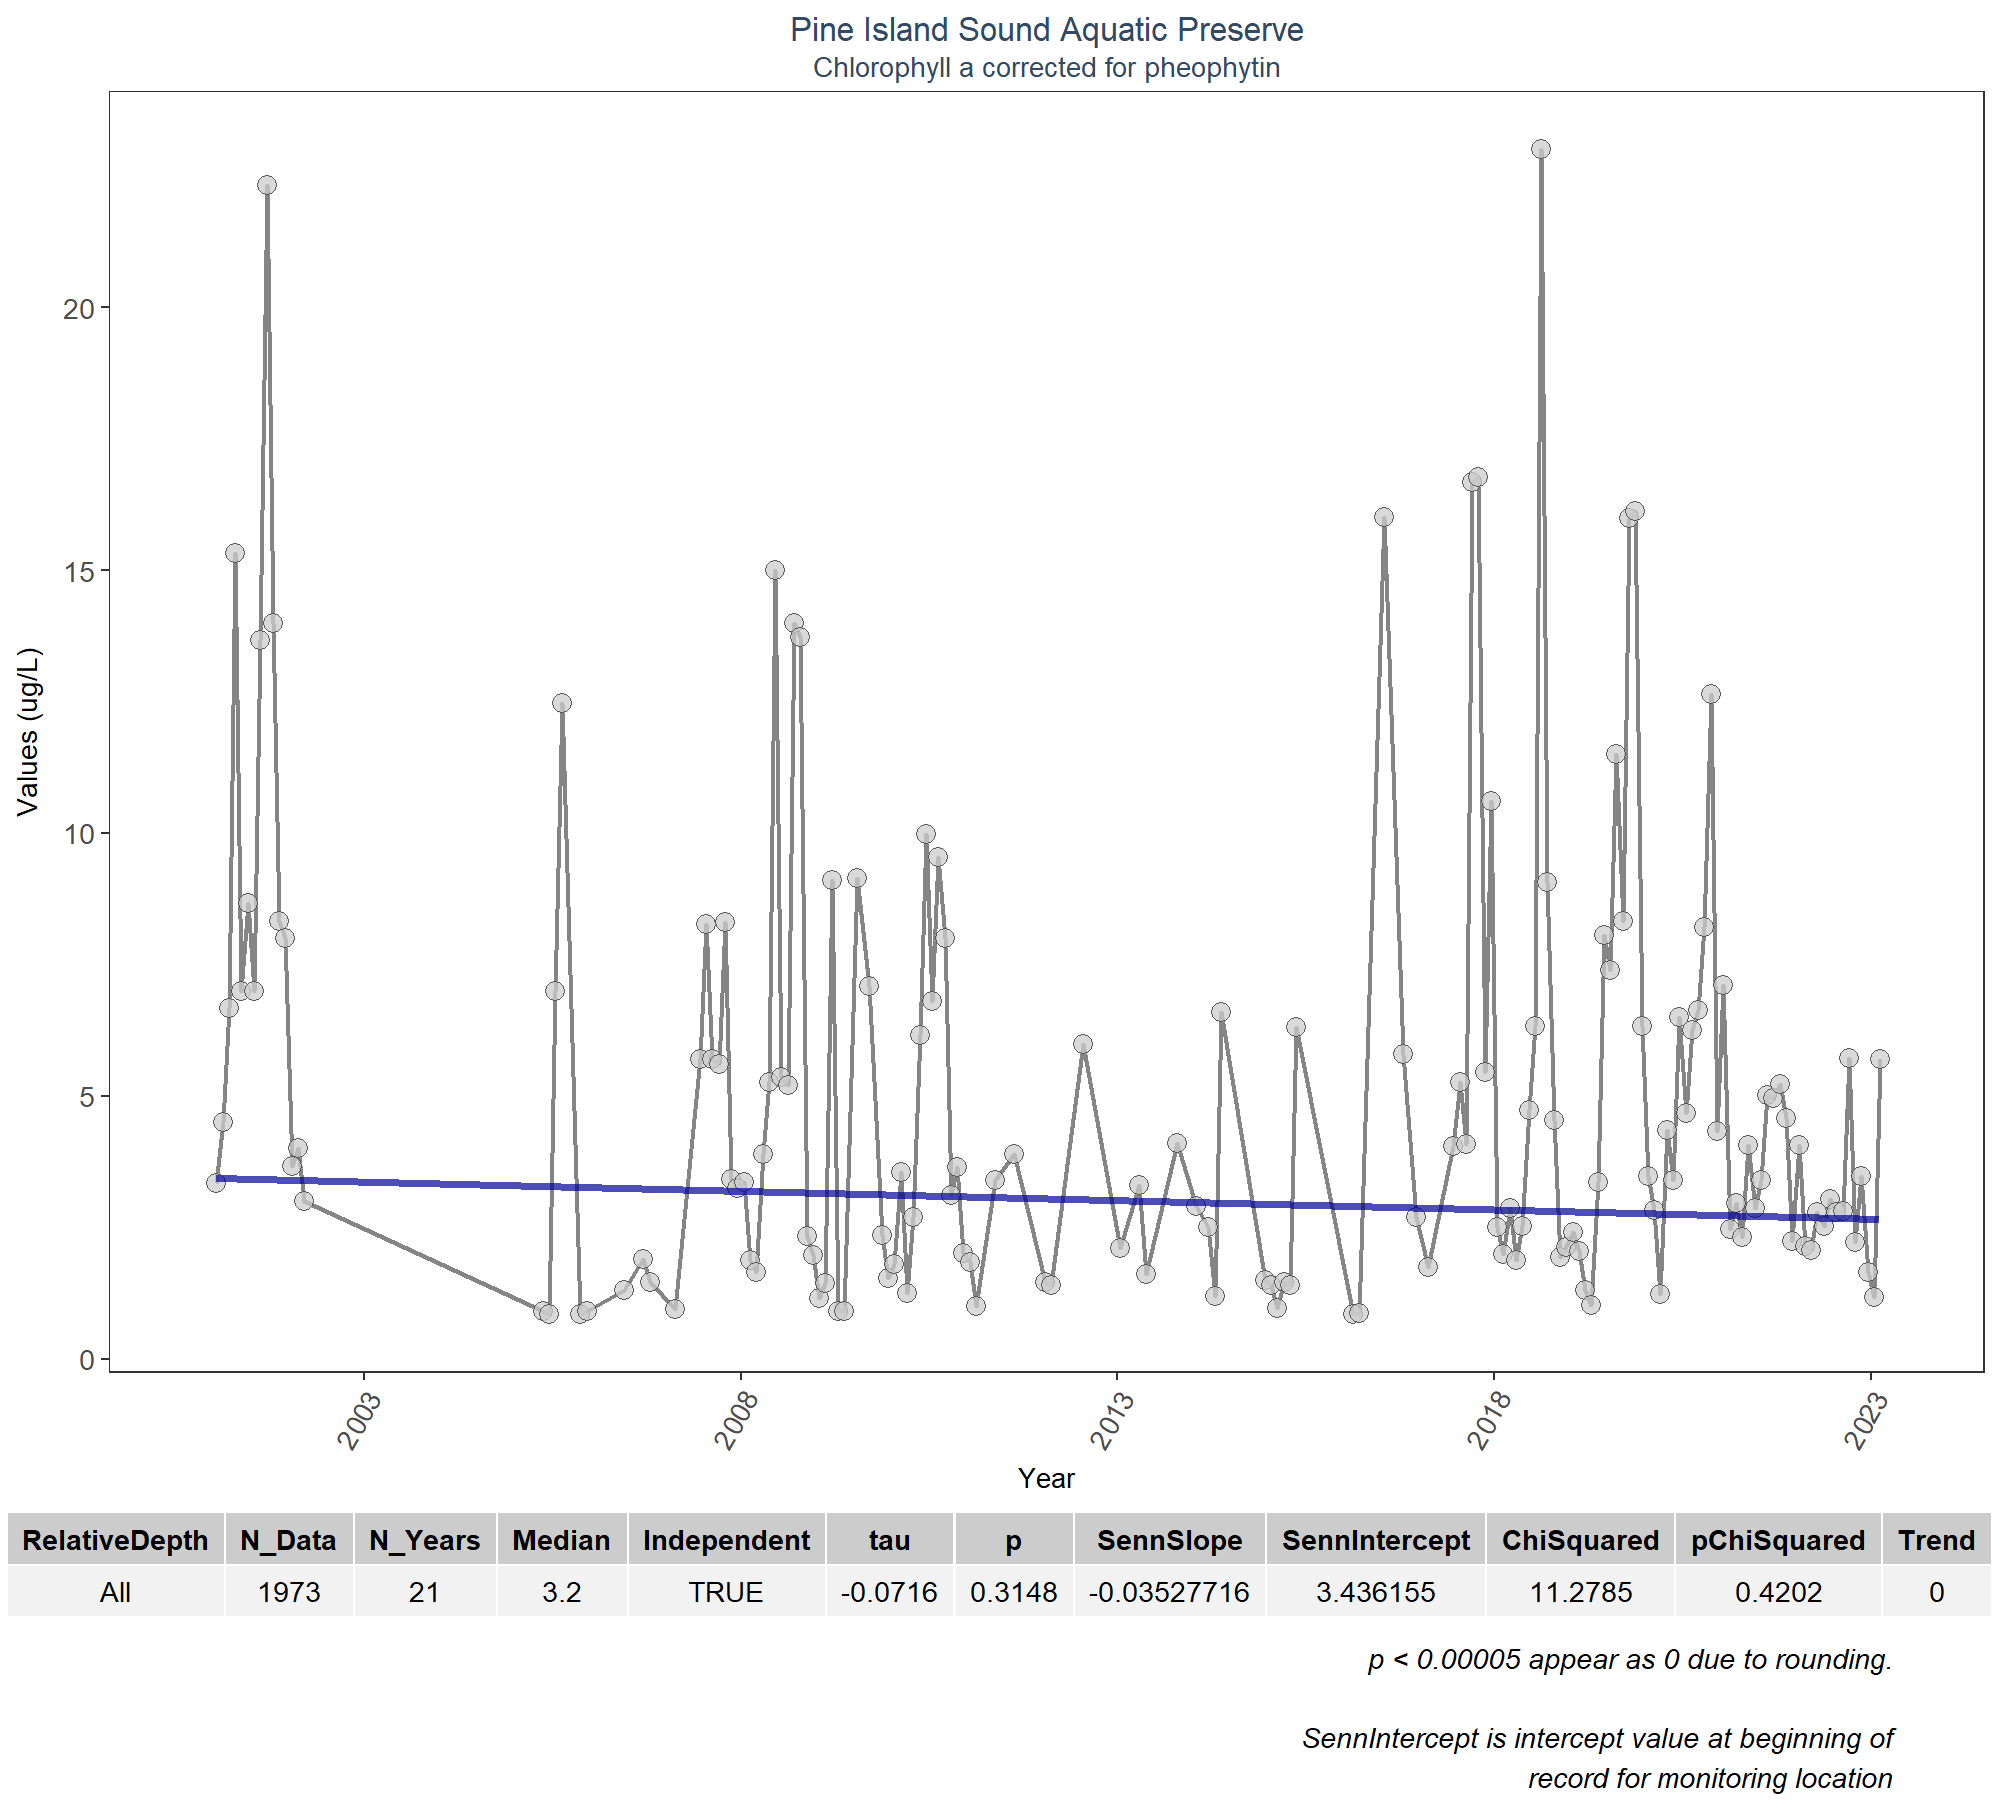 Pine Island Sound Aquatic Preserve
Chlorophyll a corrected for pheophytin
Values (ug/L)
20
15
10
5
0
2003 2008 2013 2018 2023
Year
RelativeDepth N_Data N_Years Median Independent tau p SennSlope SennIntercept ChiSquared pChiSquared Trend
All 1973 21 3.2 TRUE -0.0716 0.3148 -0.03527716 3.436155 11.2785 0.4202 0
p < 0.00005 appear as 0 due to rounding.
SennIntercept is intercept value at beginning of
record for monitoring location